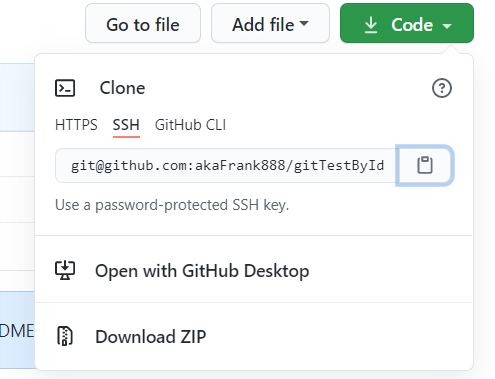 Go to file Add file Code
Clone
HTTPS SSH GitHub CLI
git@github.com:akaFrank888/gitTestById
Use a password-protected SSH key.
Open with GitHub Desktop
DME
Download ZIP